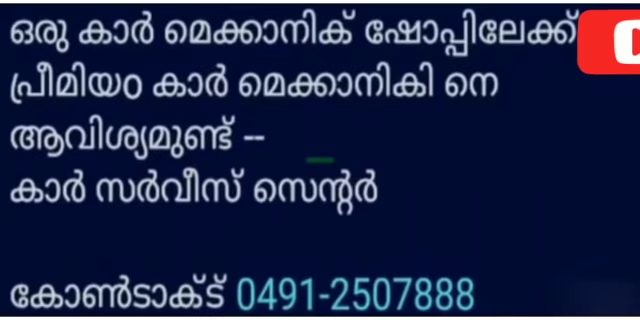 ഒരു കാർ മെക്കാനിക് ഷോപ്പിലേക്ക്
പ്രീമിയം കാർ മെക്കാനികി നെ
ആവിശ്യമുണ്ട് --
കാർ സർവീസ് സെന്റർ
കോൺടാക്ട് 0491-2507888